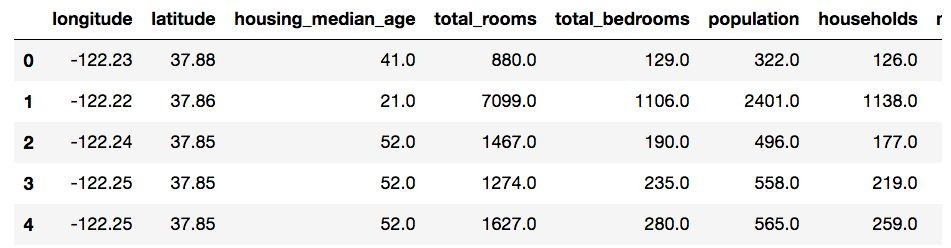 longitude latitude housing_median_age total_rooms total_bedrooms population households
0 -122.23 37.88 41.0 880.0 129.0 322.0 126.0
1 -122.22 37.86 21.0 7099.0 1106.0 2401.0 1138.0
2 -122.24 37.85 52.0 1467.0 190.0 496.0 177.0
3 -122.25 37.85 52.0 1274.0 235.0 558.0 219.0
4 -122.25 37.85 52.0 1627.0 280.0 565.0 259.0